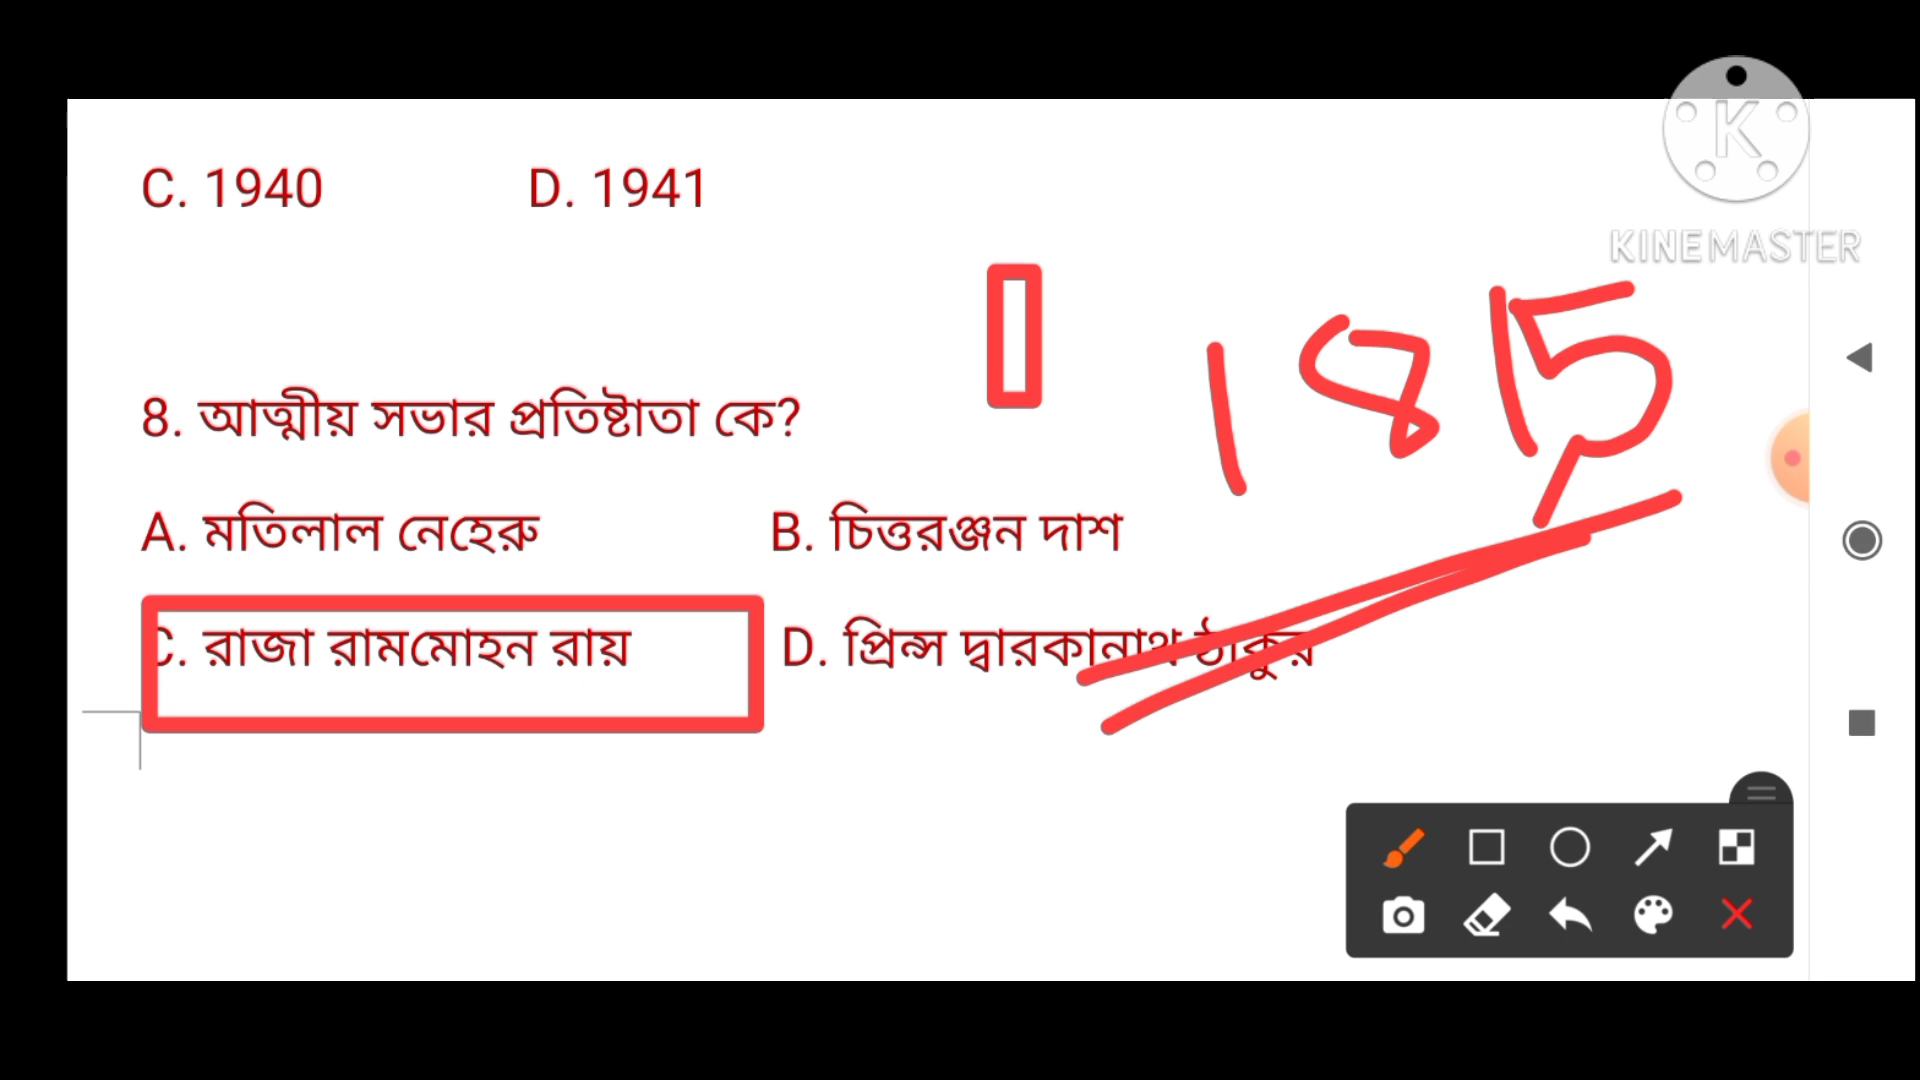 KINEMASTER
C. 1940 D. 1941
1815
8. আত্মীয় সভার প্রতিষ্টাতা কে?
A. মতিলাল নেহেরু B. চিত্তরঞ্জন দাশ
C. রাজা রামমোহন রায় D. প্রিন্স দ্বারকানাথ ঠাকুর